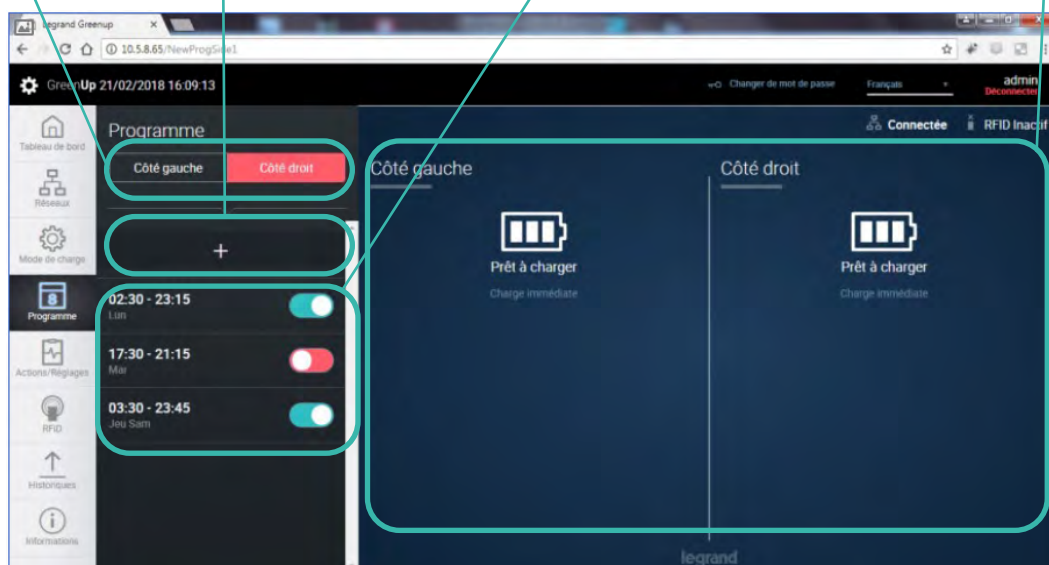 Legrand Greenup
10.5.8.65/NewProgSide1
GreenUp 21/02/2018 16:09:13
Changer de mot de passe
Français
admin
Déconnecter
Connectée
RFID Inactif
Tableau de bord
Réseaux
Mode de charge
8
Programme
Actions/Réglages
RFID
Historiques
Informations
Programme
Côté gauche
Côté droit
+
02:30 - 23:15
Lun
17:30 - 21:15
Mar
03:30 - 23:45
Jeu Sam
Côté gauche
Prêt à charger
Charge immédiate
Côté droit
Prêt à charger
Charge immédiate
legrand